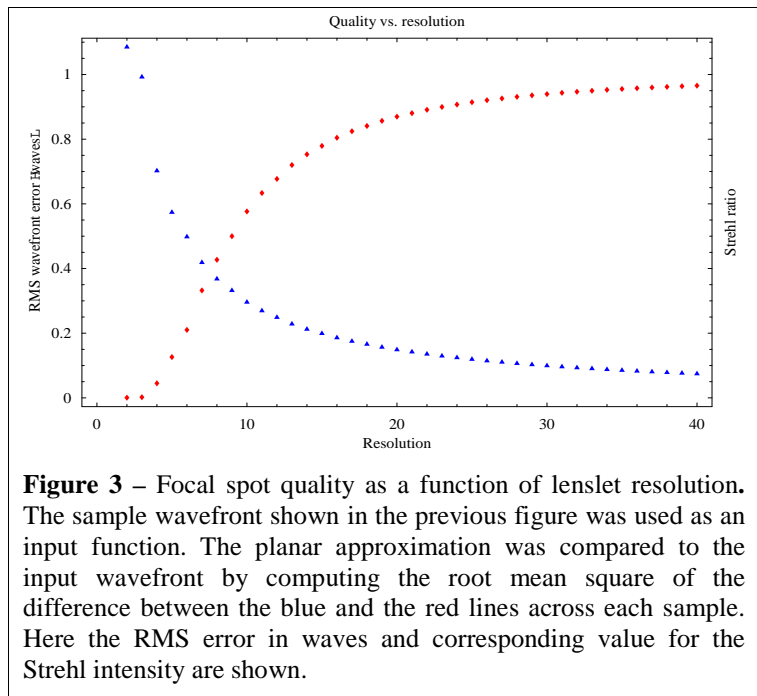 Quality vs. resolution
1
0.8
0.6
0.4
0.2
0
RMS wavefront error HwavesL
Strehl ratio
0 10 20 30 40
Resolution
Figure 3 – Focal spot quality as a function of lenslet resolution.
The sample wavefront shown in the previous figure was used as an
input function. The planar approximation was compared to the
input wavefront by computing the root mean square of the
difference between the blue and the red lines across each sample.
Here the RMS error in waves and corresponding value for the
Strehl intensity are shown.